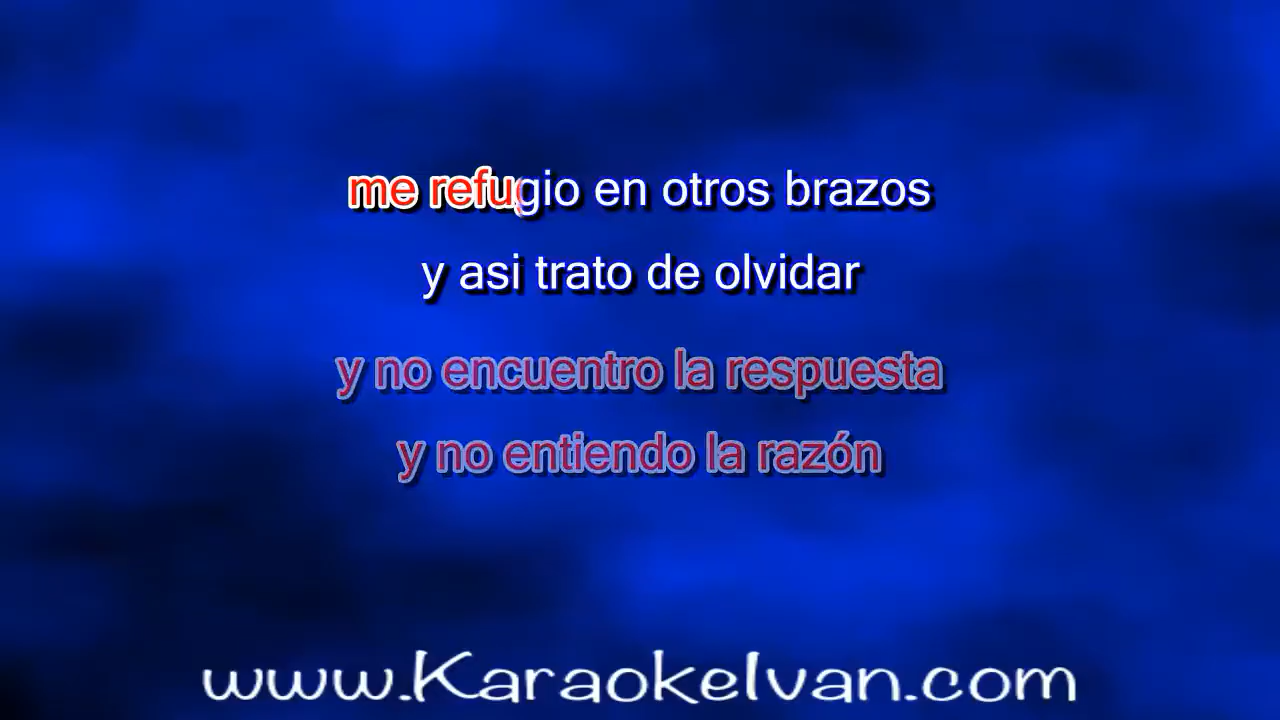 me refugio en otros brazos
y asi trato de olvidar
y no encuentro la respuesta
y no entiendo la razón
www.KaraokeIvan.com